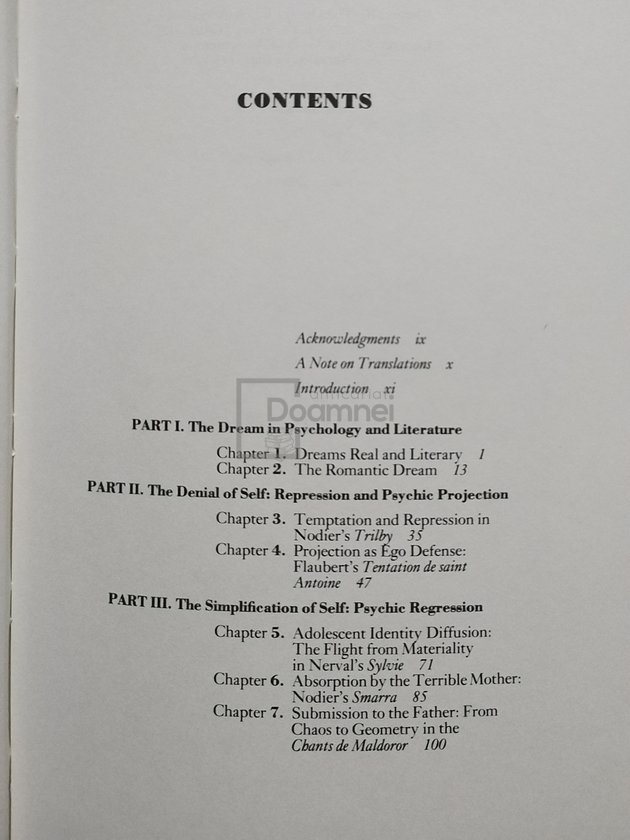 CONTENTS
Acknowledgments ix
A Note on Translations x
Introduction xi
anticariat
Doamnei
PART I. The Dream in Psychology and Literature
Chapter 1. Dreams Real and Literary 1
Chapter 2. The Romantic Dream 13
PART II. The Denial of Self: Repression and Psychic Projection
Chapter 3. Temptation and Repression in
Nodier's Trilby 35
Chapter 4. Projection as Ego Defense:
Flaubert's Tentation de saint
Antoine 47
PART III. The Simplification of Self: Psychic Regression
Chapter 5. Adolescent Identity Diffusion:
The Flight from Materiality
in Nerval's Sylvie 71
Chapter 6. Absorption by the Terrible Mother:
Nodier's Smarra 85
Chapter 7. Submission to the Father: From
Chaos to Geometry in the
Chants de Maldoror 100